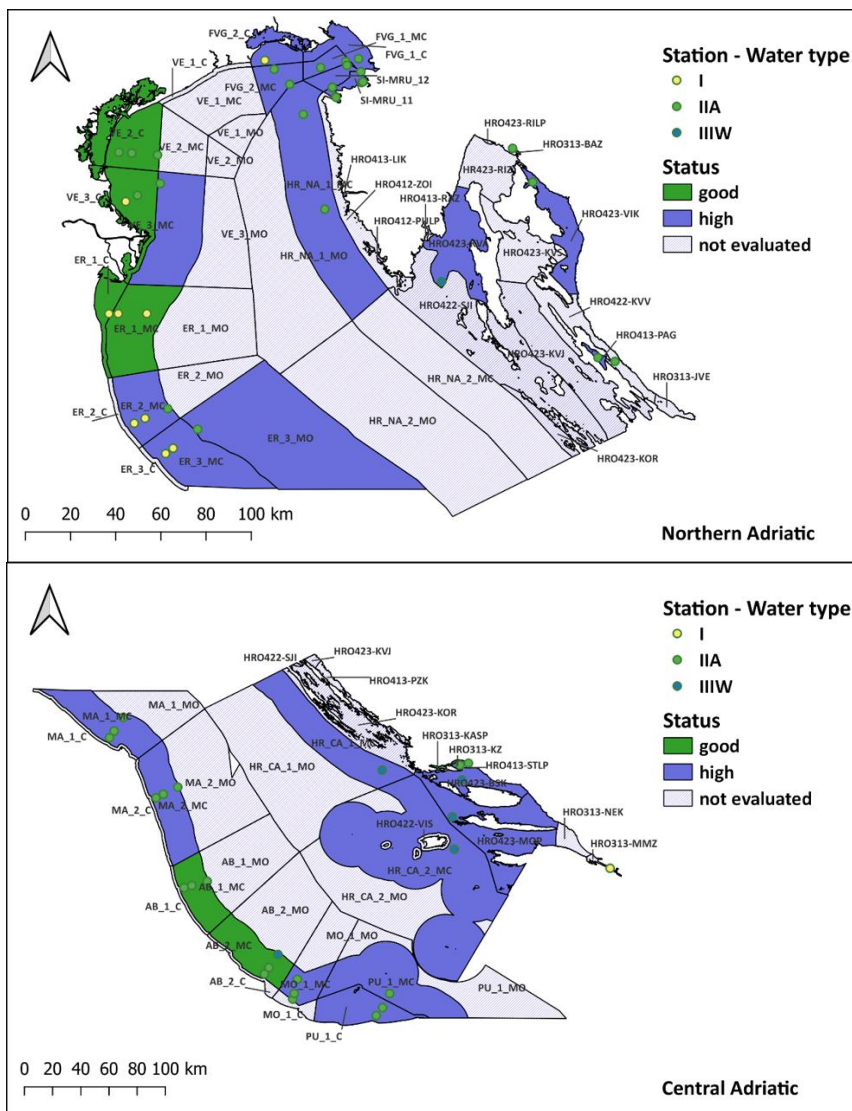 FVG_2_C
FVG_1_MC
FVG_1_C
VE_1_C
SI-MRU_12
FVG_2_MC
SI-MRU_11
VE_1_MC
VE_1_MO
VE_2_C
VE_2_MC
VE_2_MO
HRO423-RILP
HRO313-BAZ
HRO413-LIK
HRO412-ZOI
HR_NA_1_MC
VE_3_C
HRO412-PULP
HRO423-VIK
VE_3_MC
VE_3_MO
HR_NA_1_MO
HRO423-KVA
HRO423-KVS
ER_1_C
HRO422-SJI
HRO422-KVV
ER_1_MC
ER_1_MO
HRO413-PAG
HRO423-KVJ
ER_2_MO
HR_NA_2_MC
HRO313-JVE
ER_2_C
ER_2_MC
HR_NA_2_MO
ER_3_MO
ER_3_C
ER_3_MC
HRO423-KOR
Station - Water type
I
IIA
IIIW
Status
good
high
not evaluated
0 20 40 60 80 100 km
Northern Adriatic
HRO422-SJI
HRO423-KVJ
HRO413-PZK
MA_1_MO
MA_1_MC
HRO423-KOR
MA_1_C
HR_CA_1_MC
HRO313-KASP
HRO313-KZ
HRO413-STLP
HR_CA_1_MO
MA_2_MO
HRO423-BSK
MA_2_C
MA_2_MC
HRO422-VIS
HRO313-NEK
HRO423-MOP
HRO313-MMZ
AB_1_MO
HR_CA_2_MC
AB_1_MC
AB_1_C
HR_CA_2_MO
AB_2_MO
MO_1_MO
AB_2_MC
AB_2_C
MO_1_MC
PU_1_MC
PU_1_MO
MO_1_C
PU_1_C
Station - Water type
I
IIA
IIIW
Status
good
high
not evaluated
0 20 40 60 80 100 km
Central Adriatic